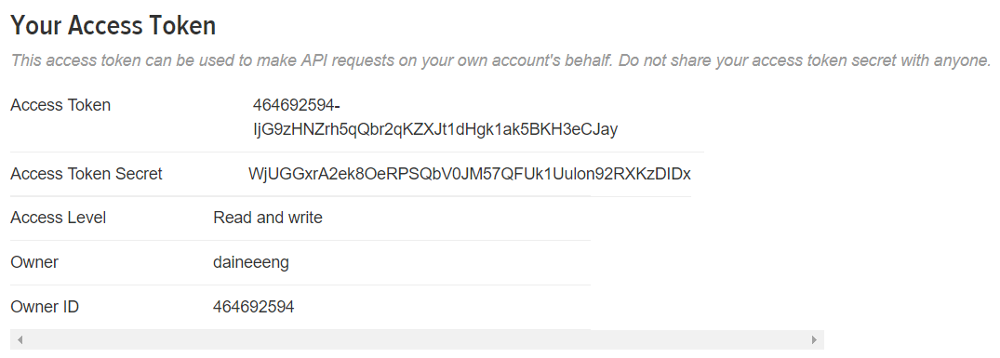 Your Access Token
This access token can be used to make API requests on your own account's behalf. Do not share your access token secret with anyone.
Access Token 464692594-
Access Token Secret
Access Level Read and write
Owner daineeeng
Owner ID 464692594